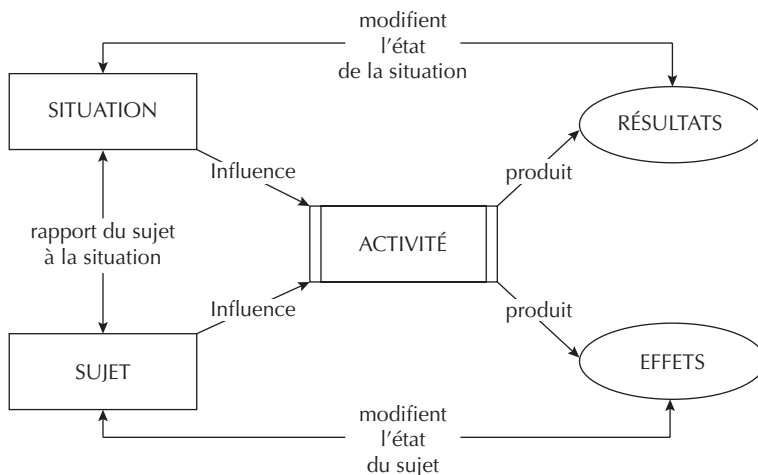 modifient
l'état
de la situation
SITUATION
RÉSULTATS
Influence
produit
rapport du sujet
à la situation
ACTIVITÉ
Influence
produit
SUJET
EFFETS
modifient
l'état
du sujet